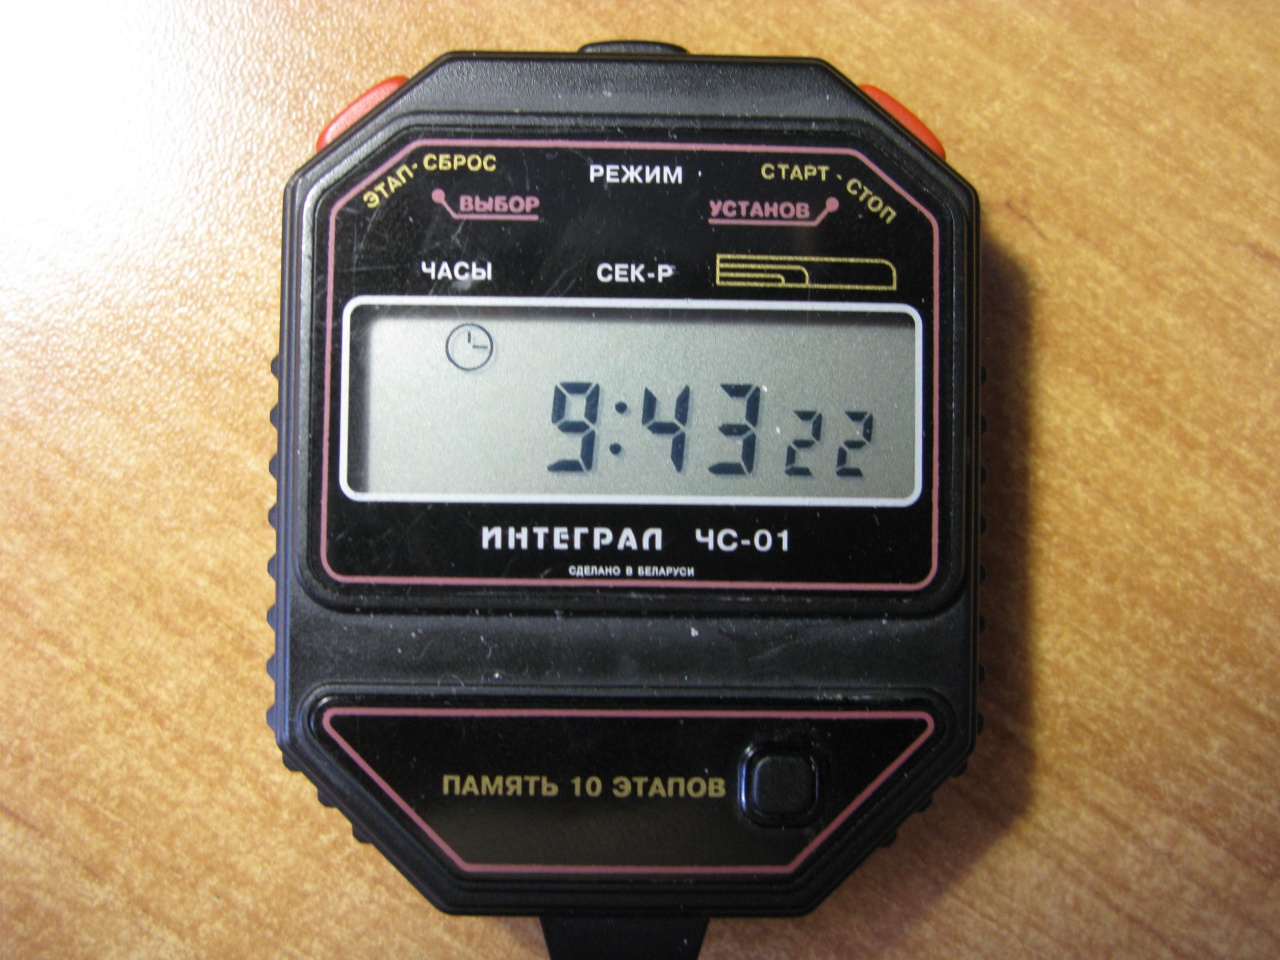 ЭТАП-СБРОС
РЕЖИМ
СТАРТ-СТОП
ВЫБОР
УСТАНОВ
ЧАСЫ
СЕК-Р
9:43 22
ИНТЕГРАЛ ЧС-01
СДЕЛАНО В БЕЛАРУСИ
ПАМЯТЬ 10 ЭТАПОВ